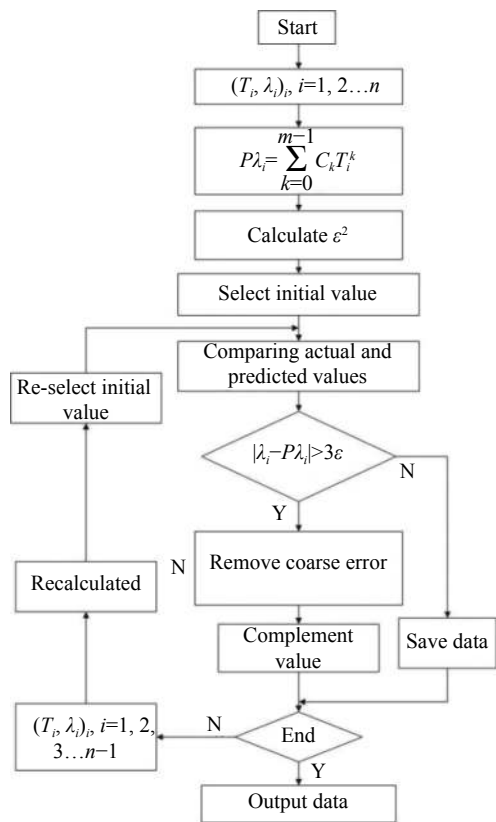 Start
(Tᵢ, λᵢ)ᵢ, i=1, 2…n
m−1
Pλᵢ=∑ CₖTᵢᵏ
k=0
Calculate ε²
Select initial value
Comparing actual and
predicted values
Re-select initial
value
|λᵢ−Pλᵢ|>3ε
N
Y
Remove coarse error
N
Recalculated
Complement
value
Save data
(Tᵢ, λᵢ)ᵢ, i=1, 2,
3…n−1
N
End
Y
Output data